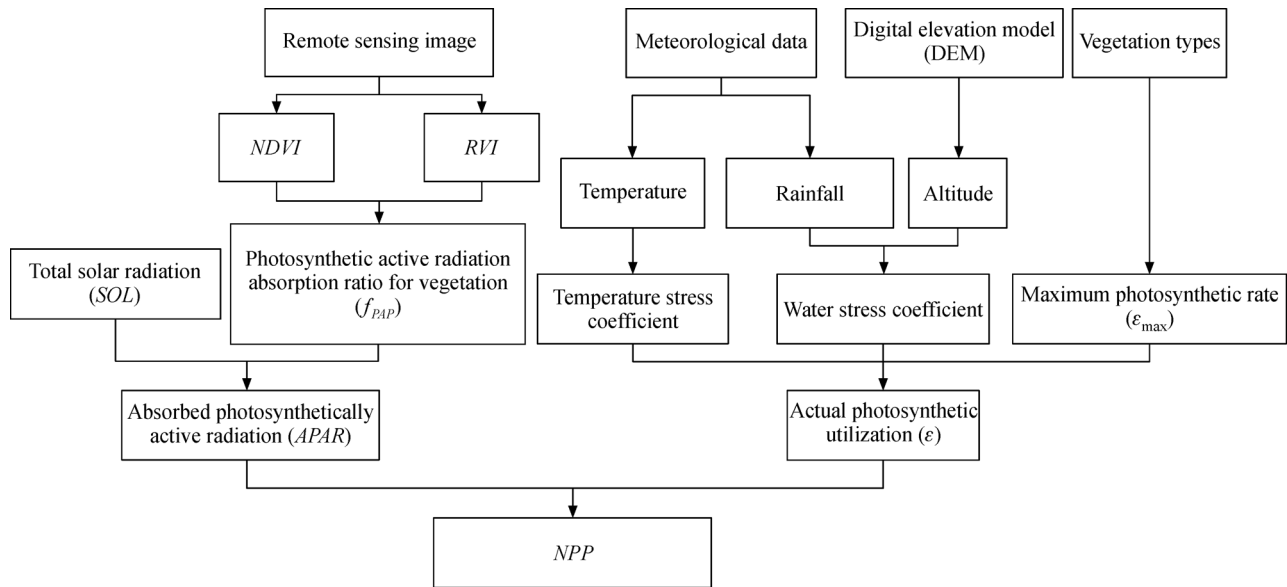 Remote sensing image
Meteorological data
Digital elevation model
(DEM)
Vegetation types
NDVI
RVI
Temperature
Rainfall
Altitude
Total solar radiation
(SOL)
Photosynthetic active radiation
absorption ratio for vegetation
(f_PAP)
Temperature stress
coefficient
Water stress coefficient
Maximum photosynthetic rate
(ε_max)
Absorbed photosynthetically
active radiation (APAR)
Actual photosynthetic
utilization (ε)
NPP